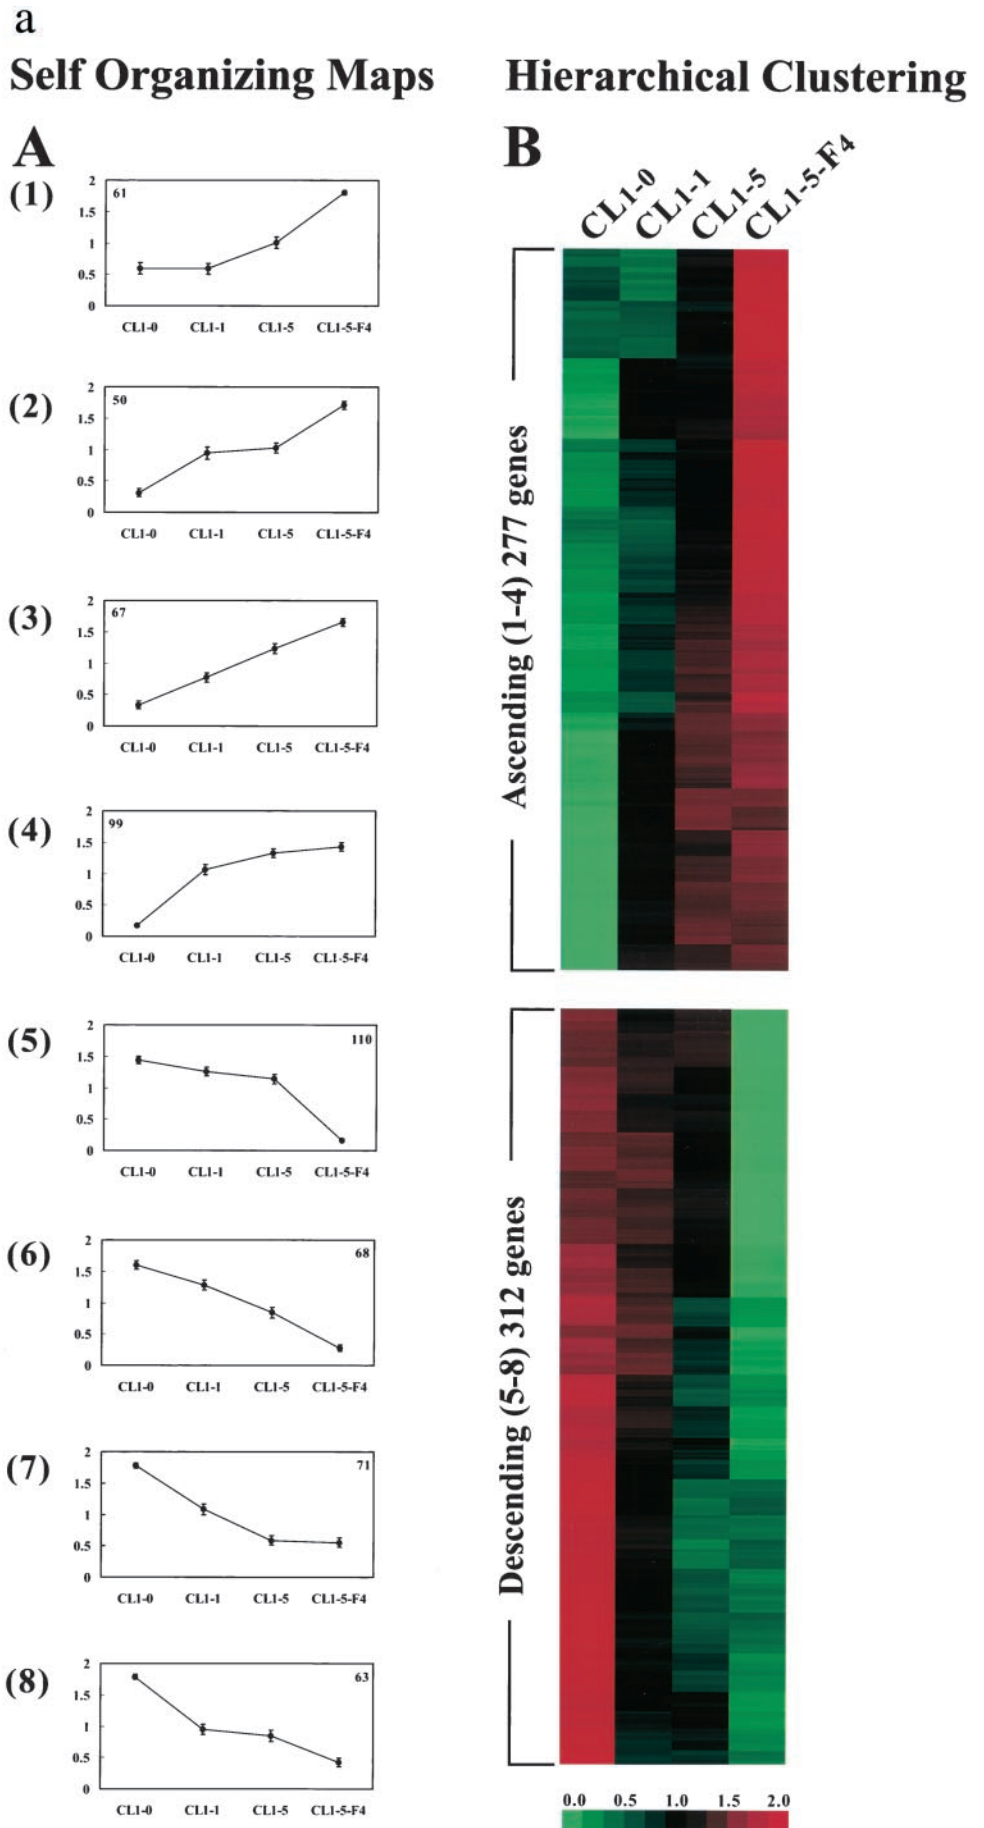 a
Self Organizing Maps
Hierarchical Clustering
A
B
CL1-0
CL1-1
CL1-5
CL1-5-F4
(1)
61
2
1.5
1
0.5
0
CL1-0 CL1-1 CL1-5 CL1-5-F4
(2)
50
2
1.5
1
0.5
0
CL1-0 CL1-1 CL1-5 CL1-5-F4
(3)
67
2
1.5
1
0.5
0
CL1-0 CL1-1 CL1-5 CL1-5-F4
(4)
99
2
1.5
1
0.5
0
CL1-0 CL1-1 CL1-5 CL1-5-F4
(5)
110
2
1.5
1
0.5
0
CL1-0 CL1-1 CL1-5 CL1-5-F4
(6)
68
2
1.5
1
0.5
0
CL1-0 CL1-1 CL1-5 CL1-5-F4
(7)
71
2
1.5
1
0.5
0
CL1-0 CL1-1 CL1-5 CL1-5-F4
(8)
63
2
1.5
1
0.5
0
CL1-0 CL1-1 CL1-5 CL1-5-F4
Ascending (1-4) 277 genes
Descending (5-8) 312 genes
0.0 0.5 1.0 1.5 2.0